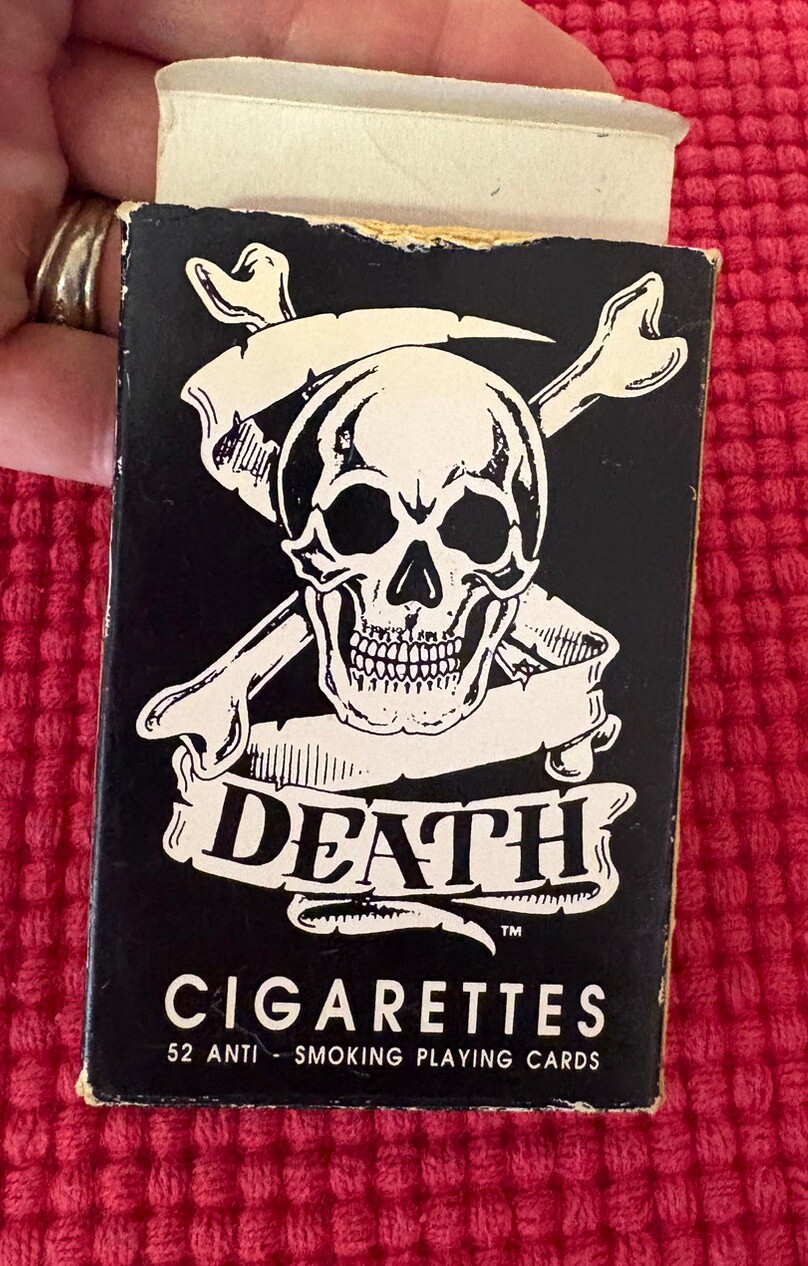 DEATH
TM
CIGARETTES
52 ANTI - SMOKING PLAYING CARDS